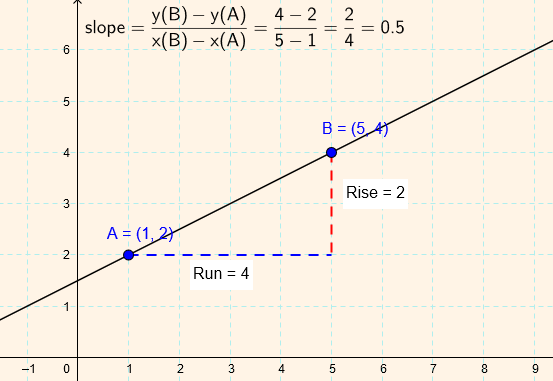 slope = y(B) − y(A) / x(B) − x(A) = 4 − 2 / 5 − 1 = 2 / 4 = 0.5
6
5
B = (5, 4)
4
Rise = 2
3
A = (1, 2)
2
Run = 4
1
−1 0 1 2 3 4 5 6 7 8 9